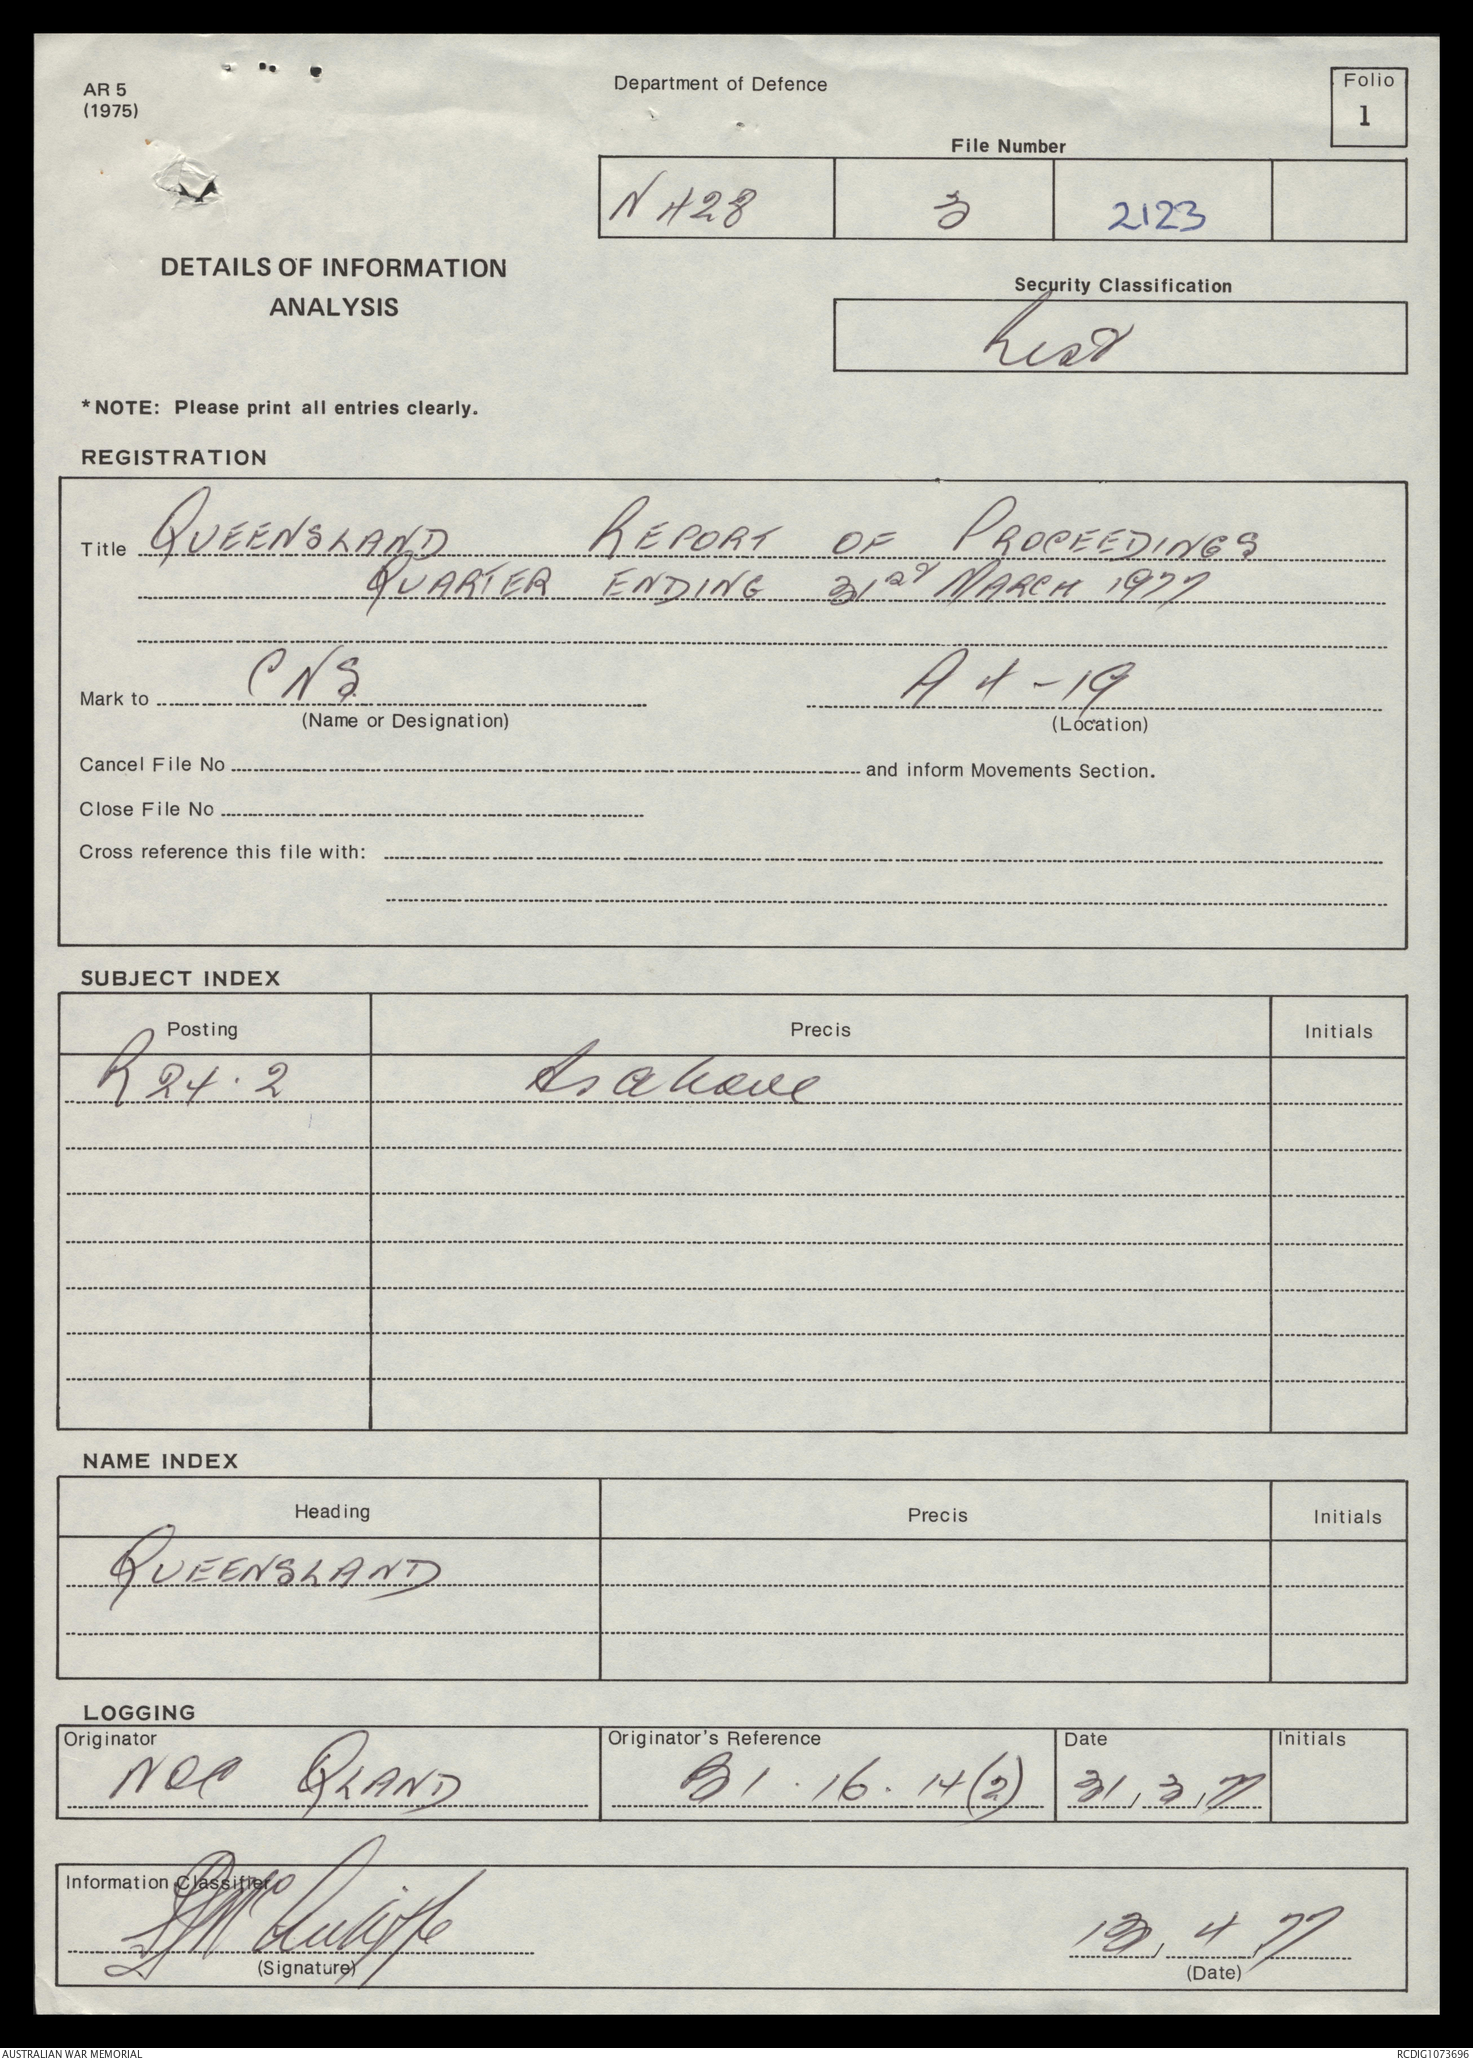 AR 5
(1975)
Department of Defence
Folio
1
File Number
N 428 3 2123
DETAILS OF INFORMATION
ANALYSIS
Security Classification
Rest
*NOTE: Please print all entries clearly.
REGISTRATION
Title QUEENSLAND REPORT OF PROCEEDINGS
QUARTER ENDING 31st MARCH 1977
Mark to CNS A 4-19
(Name or Designation) (Location)
Cancel File No and inform Movements Section.
Close File No
Cross reference this file with:
SUBJECT INDEX
Posting Precis Initials
R 24.2 As above
NAME INDEX
Heading Precis Initials
QUEENSLAND
LOGGING
Originator Originator's Reference Date Initials
NOC QLAND B1.16.14(2) 31,3,77
Information Classifier
13,4,77
(Signature) (Date)
AUSTRALIAN WAR MEMORIAL RCDIG1073696